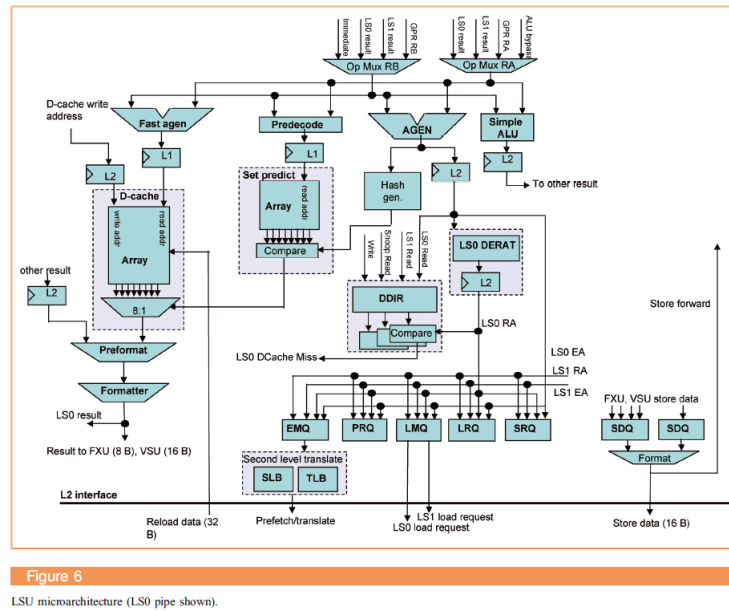 Immediate
LS0 result
LS1 result
GPR RB
LS0 result
LS1 result
GPR RA
ALU bypass
Op Mux RB
Op Mux RA
D-cache write
address
Fast agen
Predecode
AGEN
Simple
ALU
L2
L1
L1
L2
L2
To other result
D-cache
write addr
read addr
Array
Set predict
read addr
Array
Compare
Hash
gen.
Write
Snoop Read
LS1 Read
LS0 Read
LS0 DERAT
L2
other result
L2
8:1
DDIR
Compare
LS0 RA
Store forward
Preformat
LS0 DCache Miss
LS0 EA
LS1 RA
LS1 EA
Formatter
LS0 result
Result to FXU (8 B), VSU (16 B)
EMQ
PRQ
LMQ
LRQ
SRQ
FXU, VSU store data
SDQ
SDQ
Format
Second level translate
SLB
TLB
L2 interface
Reload data (32
B)
Prefetch/translate
LS1 load request
LS0 load request
Store data (16 B)
Figure 6
LSU microarchitecture (LS0 pipe shown).